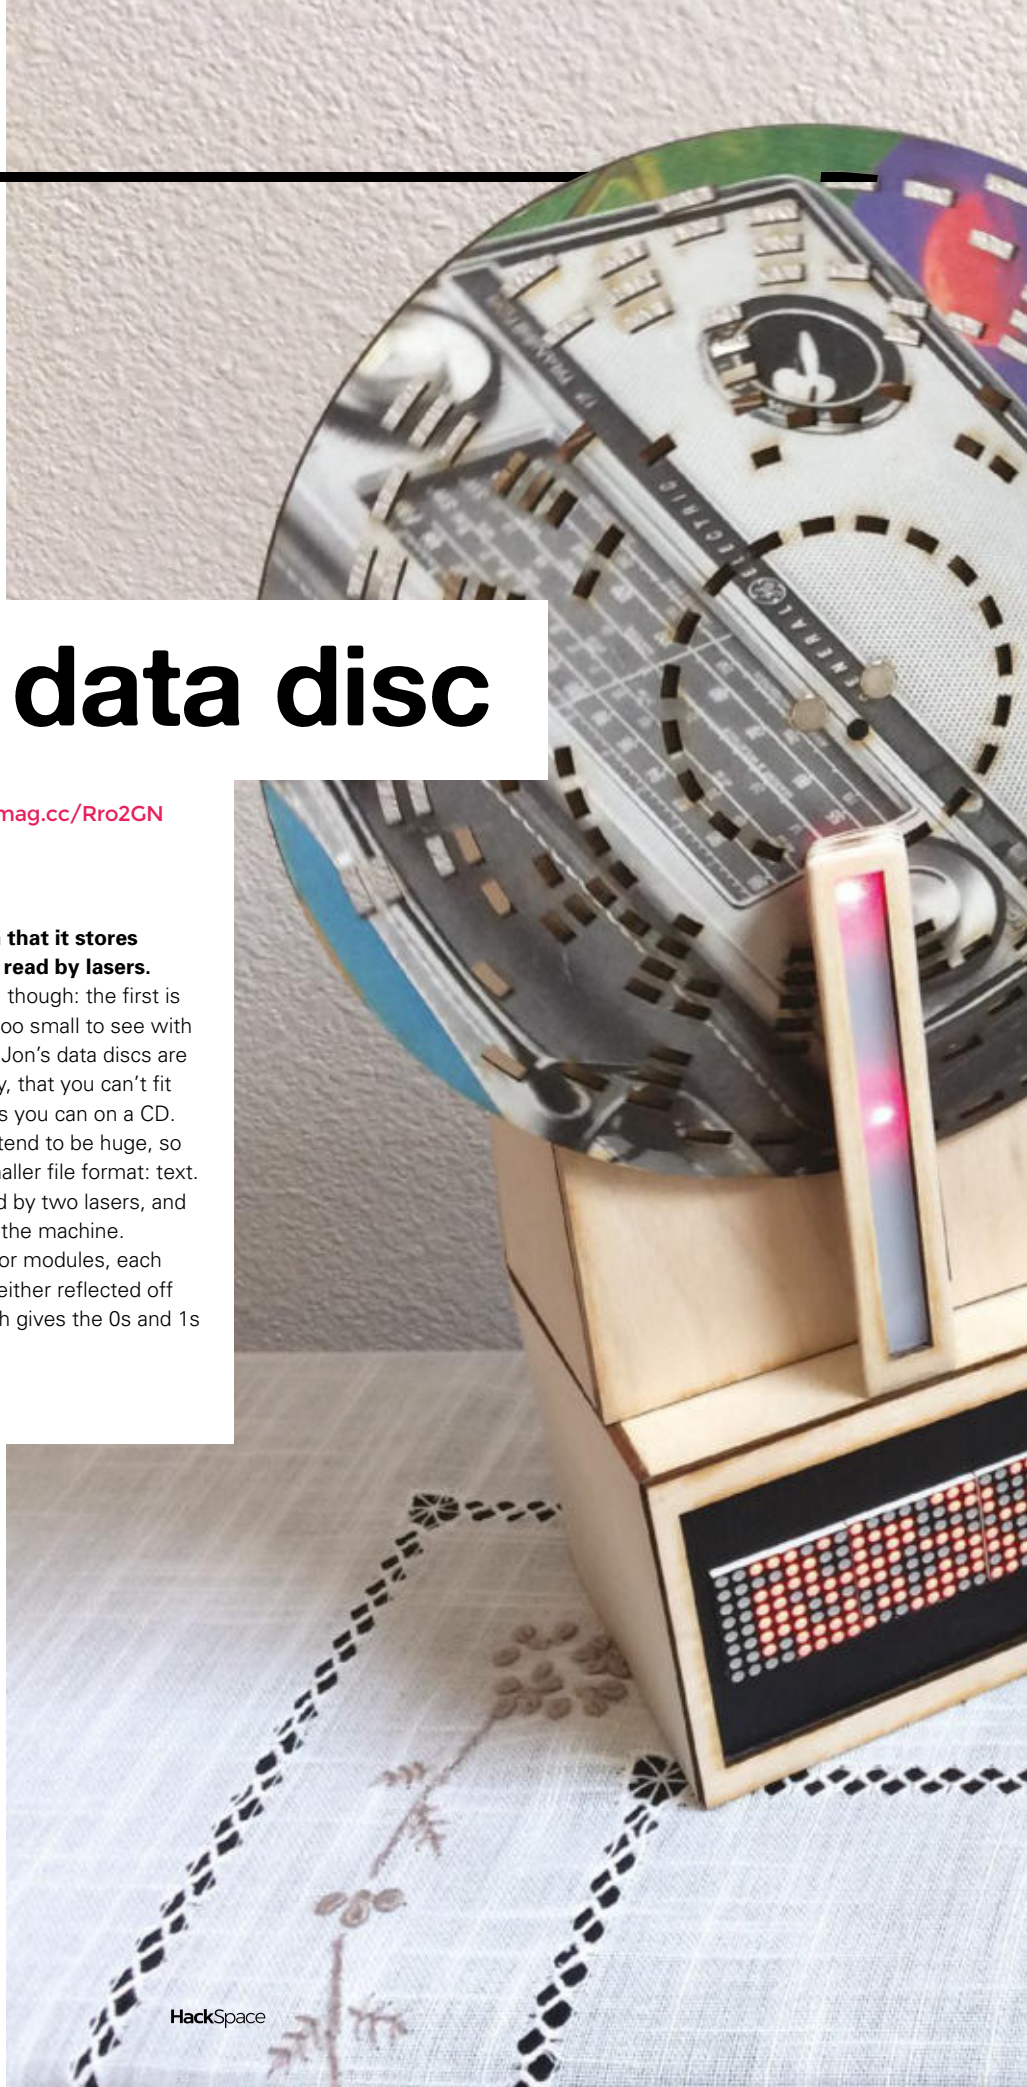 data disc
mag.cc/Rro2GN
that it stores
read by lasers.
though: the first is
too small to see with
Jon's data discs are
that you can't fit
s you can on a CD.
tend to be huge, so
aller file format: text.
d by two lasers, and
the machine.
or modules, each
either reflected off
h gives the 0s and 1s
GENERAL ELECTRIC
HackSpace